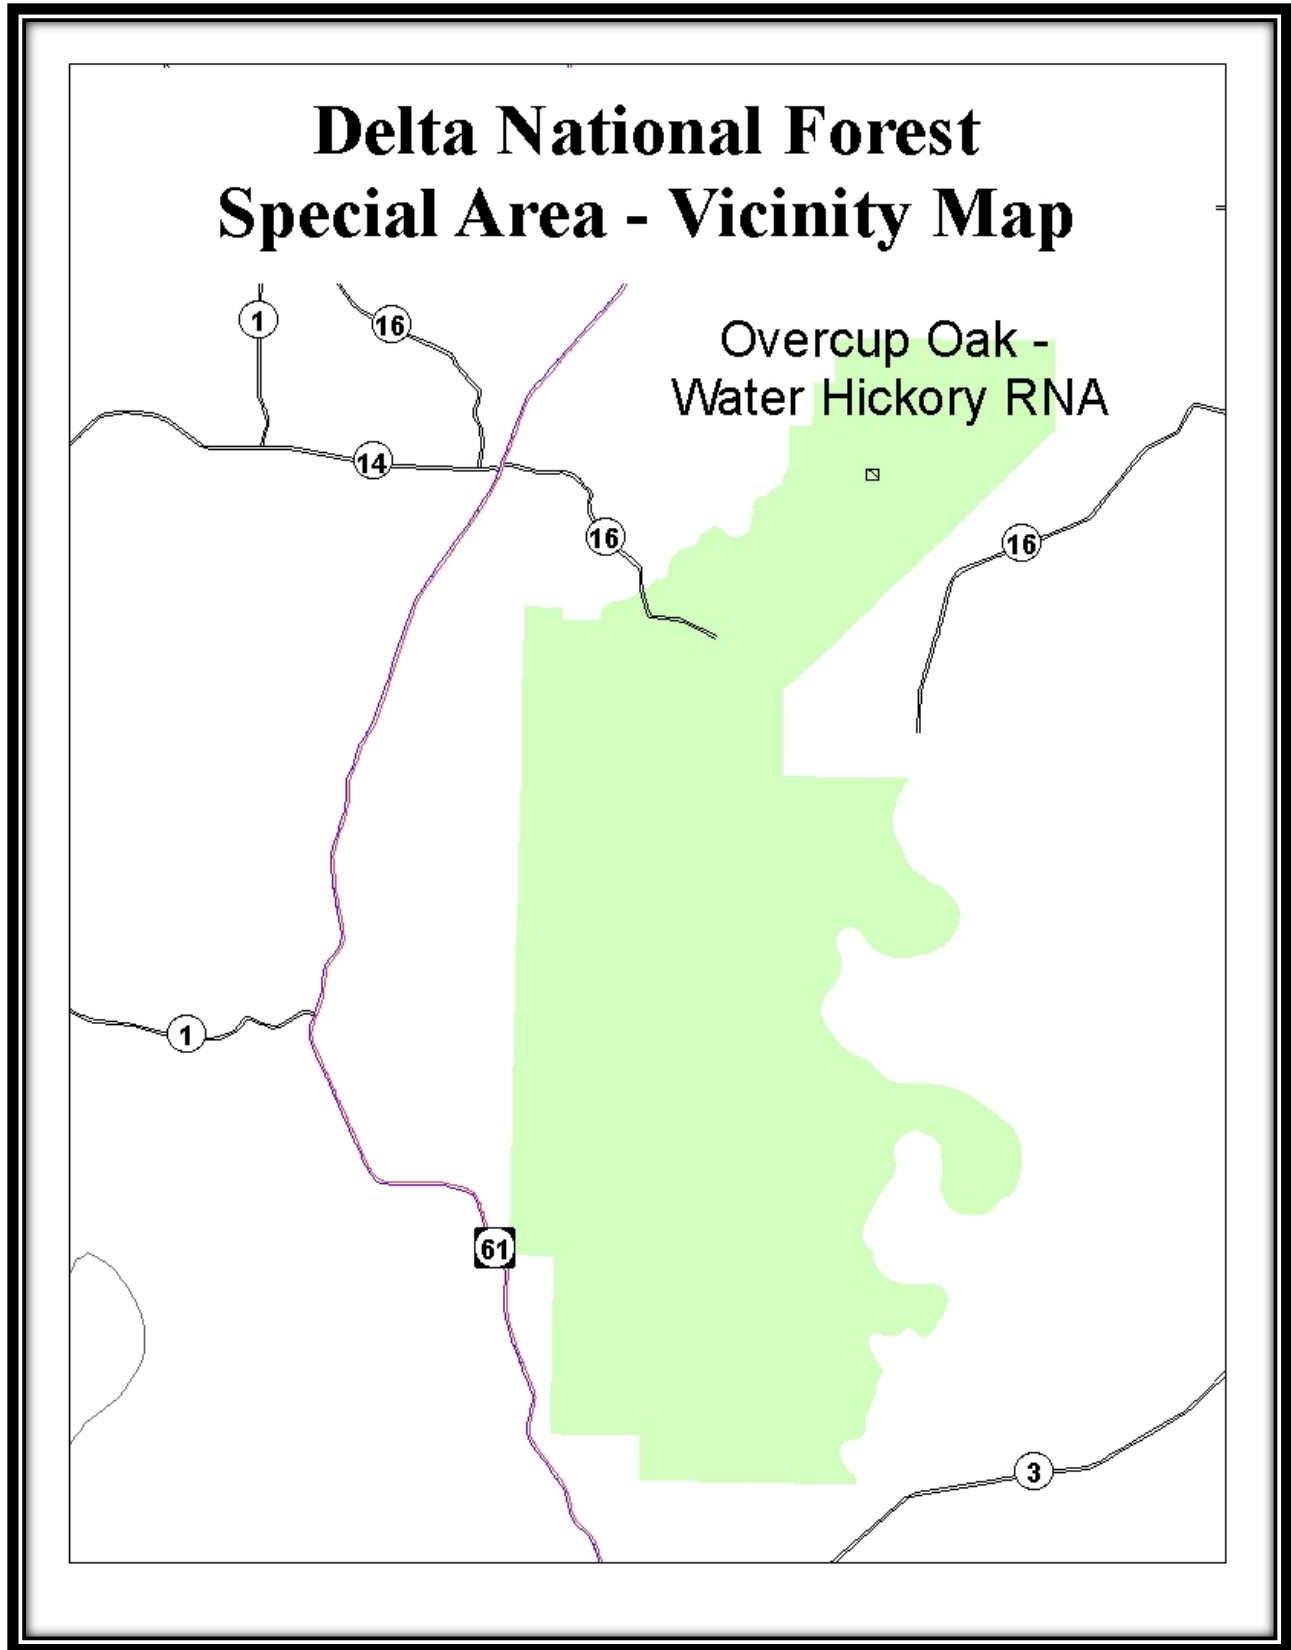 Delta National Forest
Special Area - Vicinity Map
1
16
Overcup Oak -
Water Hickory RNA
14
16
16
1
61
3